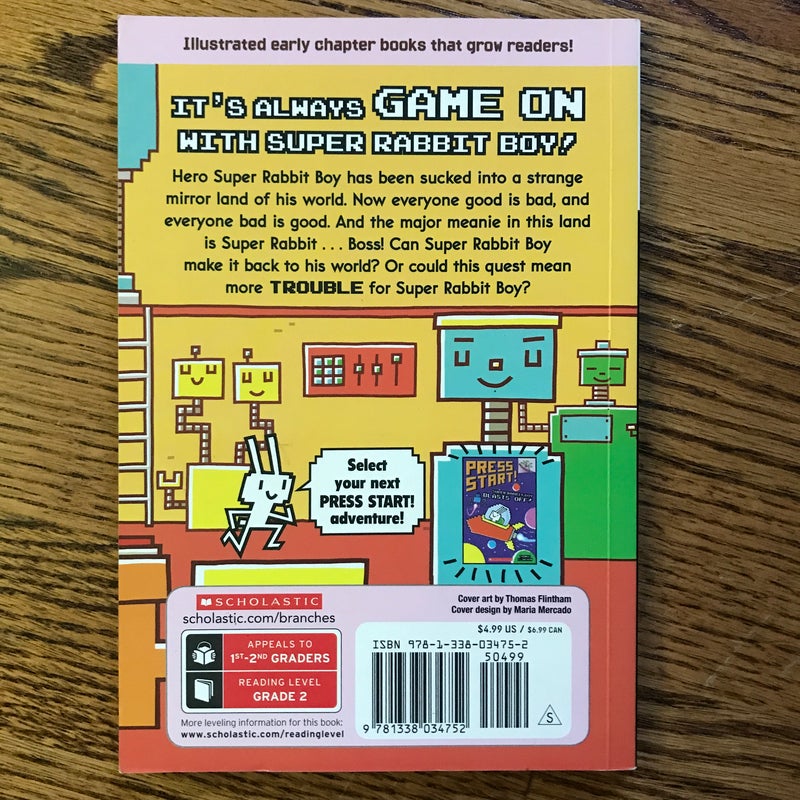 Illustrated early chapter books that grow readers!
IT'S ALWAYS GAME ON
WITH SUPER RABBIT BOY!
Hero Super Rabbit Boy has been sucked into a strange
mirror land of his world. Now everyone good is bad, and
everyone bad is good. And the major meanie in this land
is Super Rabbit . . . Boss! Can Super Rabbit Boy
make it back to his world? Or could this quest mean
more TROUBLE for Super Rabbit Boy?
Select
your next
PRESS START!
adventure!
PRESS
START!
SUPER RABBIT BOY
BLASTS OFF!
SCHOLASTIC
scholastic.com/branches
APPEALS TO
1ST-2ND GRADERS
READING LEVEL
GRADE 2
More leveling information for this book:
www.scholastic.com/readinglevel
Cover art by Thomas Flintham
Cover design by Maria Mercado
$4.99 US / $6.99 CAN
ISBN 978-1-338-03475-2
50499
9 781338 034752
S